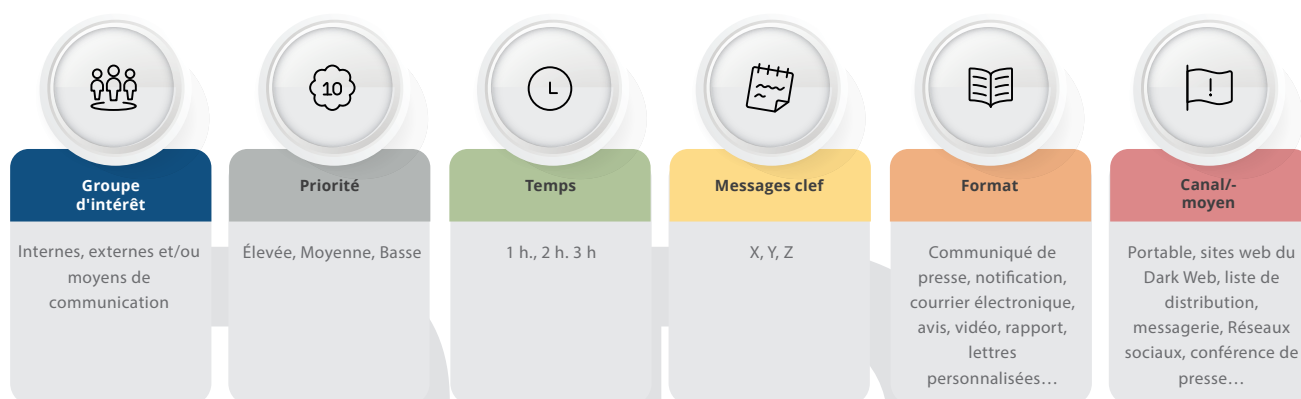 10
Groupe
d'intérêt
Internes, externes et/ou
moyens de
communication
Priorité
Élevée, Moyenne, Basse
Temps
1 h., 2 h. 3 h
Messages clef
X, Y, Z
Format
Communiqué de
presse, notification,
courrier électronique,
avis, vidéo, rapport,
lettres
personnalisées…
Canal/-
moyen
Portable, sites web du
Dark Web, liste de
distribution,
messagerie, Réseaux
sociaux, conférence de
presse…